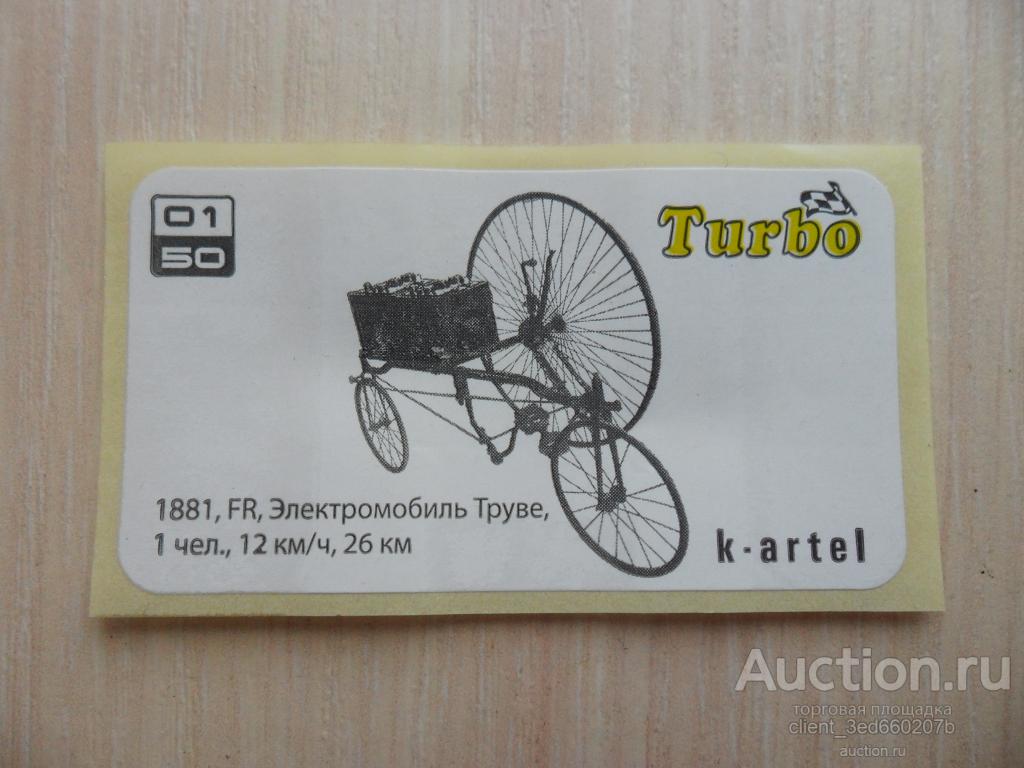 01
50
Turbo
1881, FR, Электромобиль Труве,
1 чел., 12 км/ч, 26 км
k-artel
Auction.ru
торговая площадка
client_3ed660207b
auction.ru